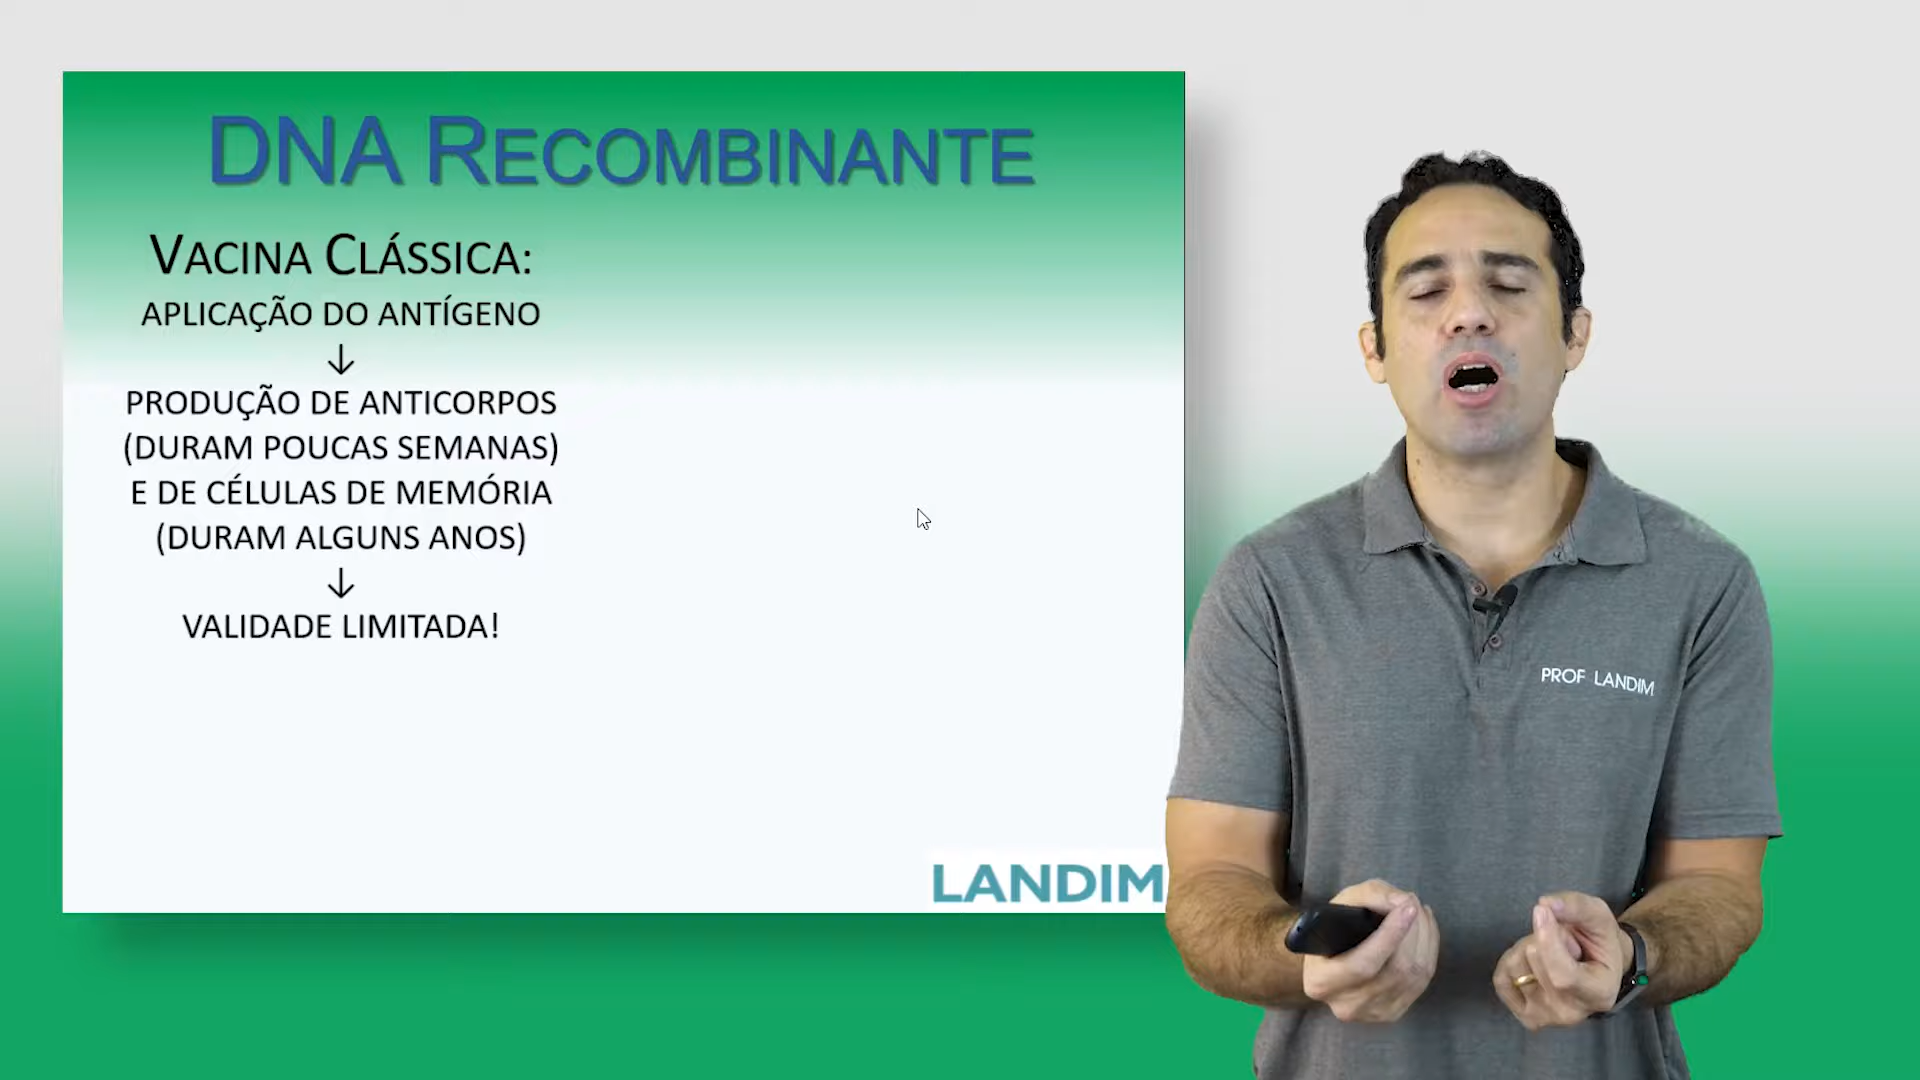 DNA RECOMBINANTE
VACINA CLÁSSICA:
APLICAÇÃO DO ANTÍGENO
↓
PRODUÇÃO DE ANTICORPOS
(DURAM POUCAS SEMANAS)
E DE CÉLULAS DE MEMÓRIA
(DURAM ALGUNS ANOS)
↓
VALIDADE LIMITADA!
PROF LANDIM
LANDIM